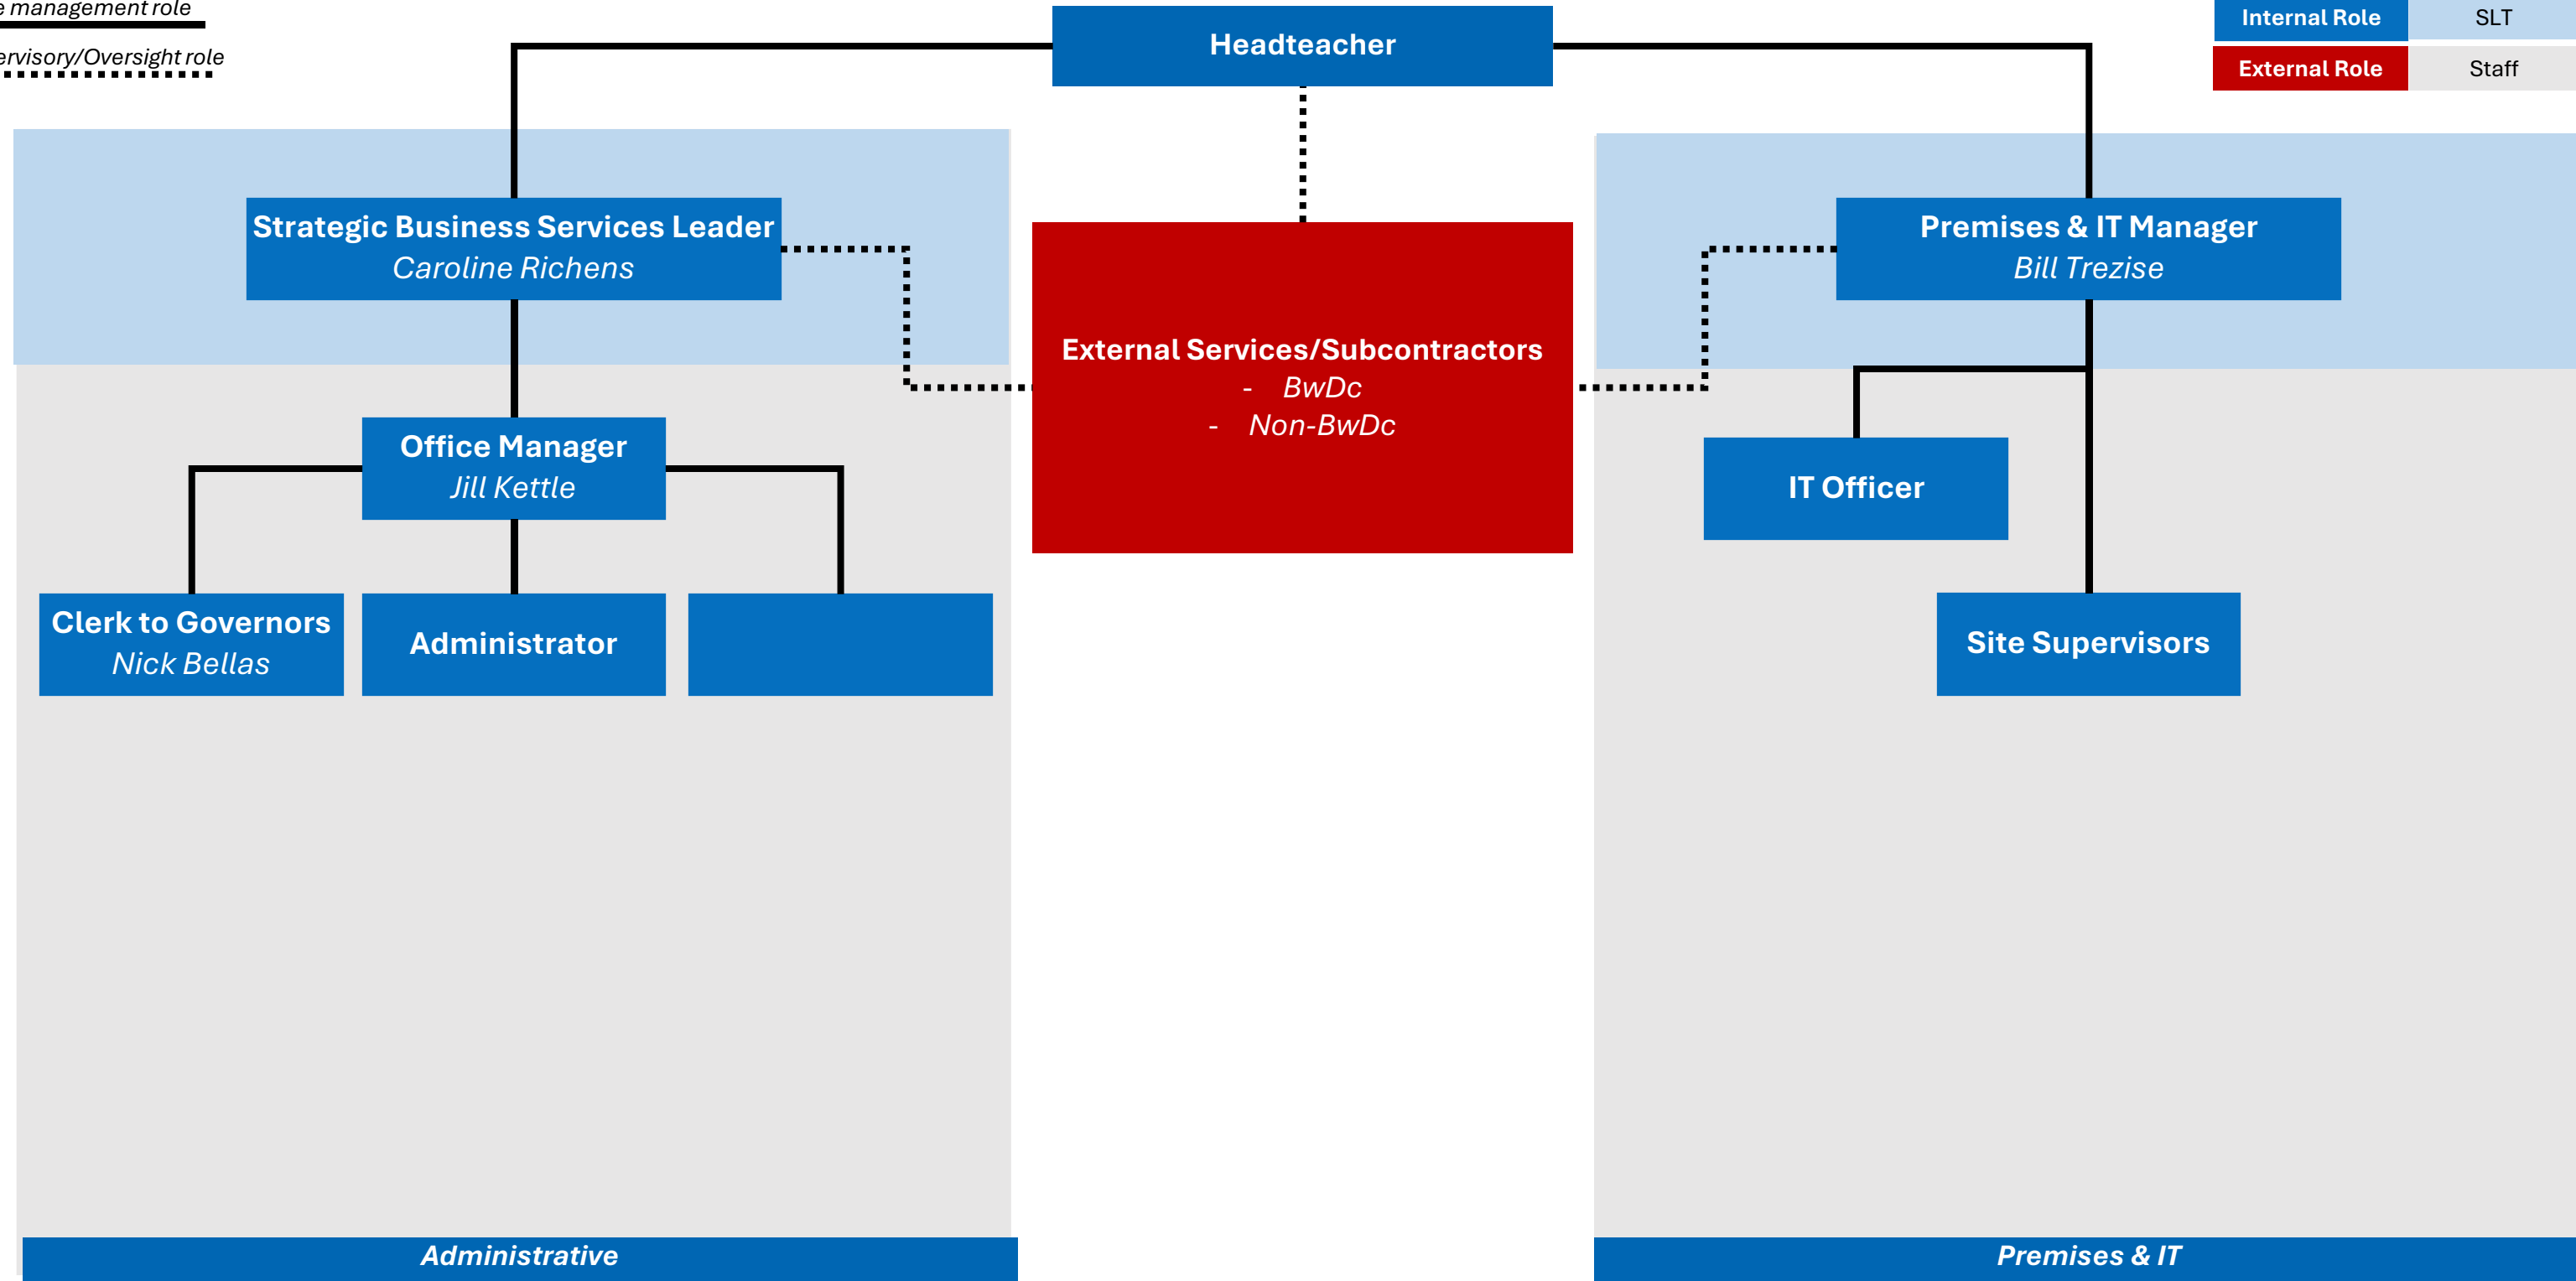 management role
Oversight role
Headteacher
Internal Role
SLT
External Role
Staff
Strategic Business Services Leader
Caroline Richens
Premises & IT Manager
Bill Trezise
External Services/Subcontractors
- BwDc
- Non-BwDc
Office Manager
Jill Kettle
IT Officer
Clerk to Governors
Nick Bellas
Administrator
Site Supervisors
Administrative
Premises & IT